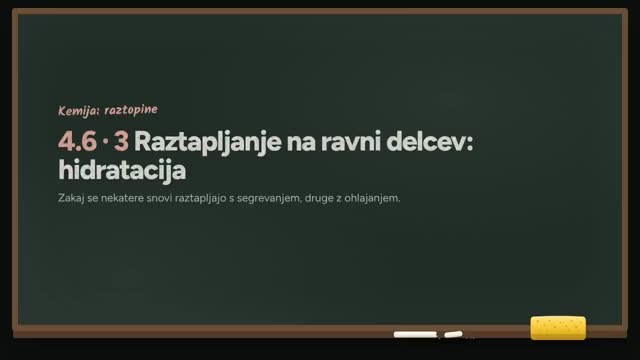 Kemija: raztopine
4.6 · 3 Raztapljanje na ravni delcev:
hidratacija
Zakaj se nekatere snovi raztapljajo s segrevanjem, druge z ohlajanjem.